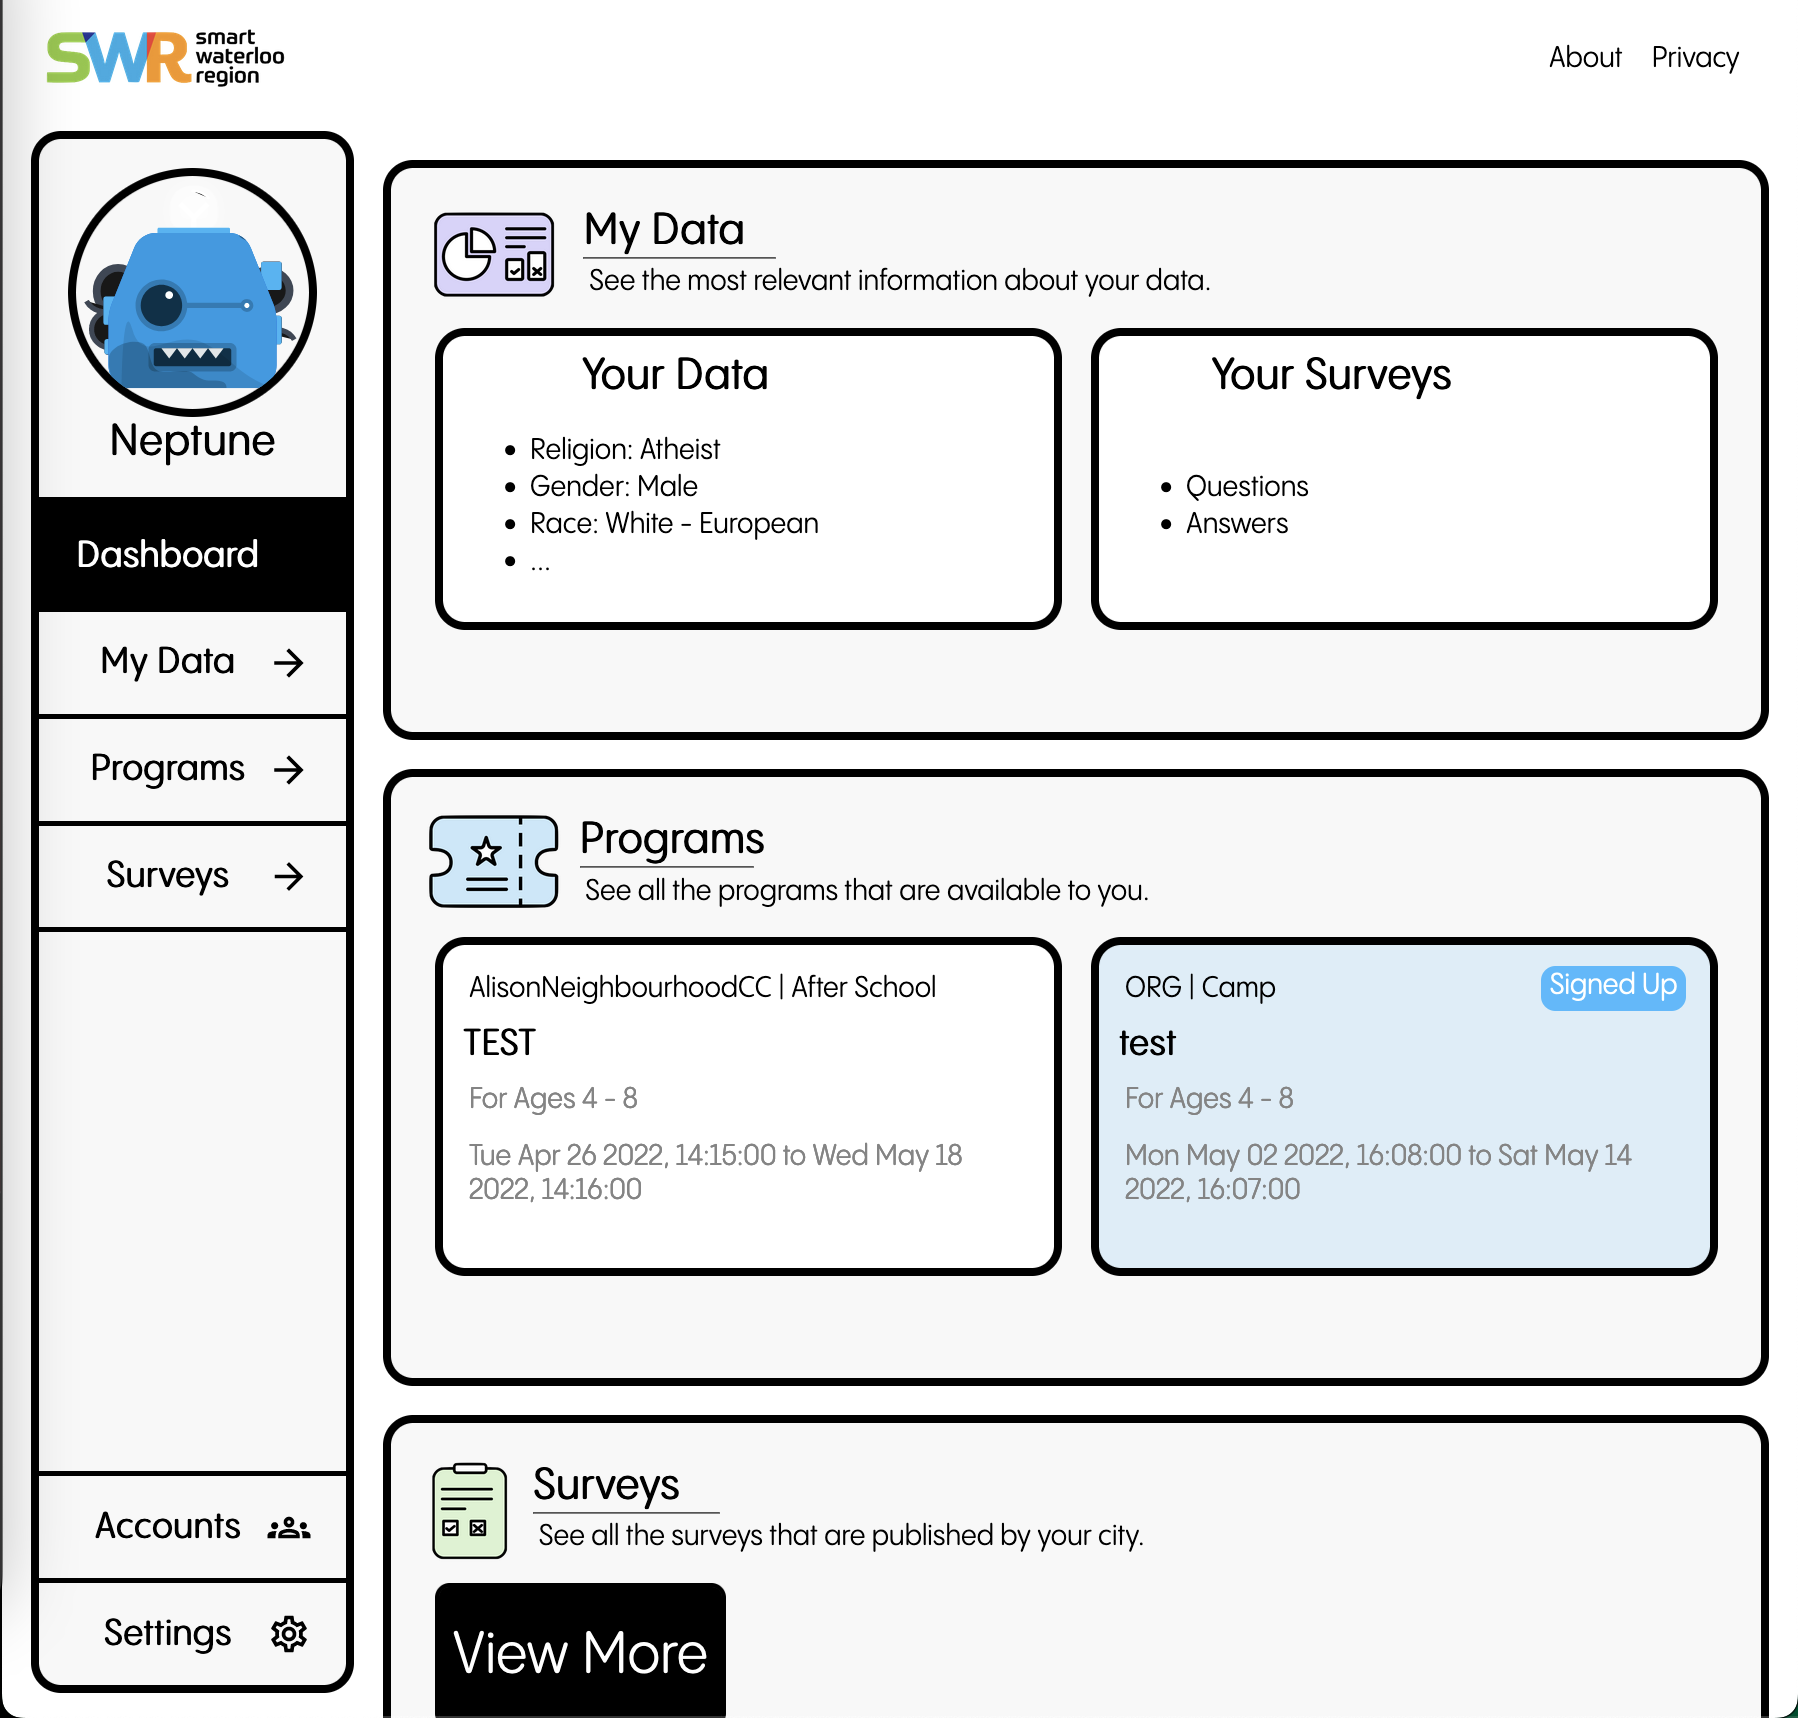 SWR smart
waterloo
region
About Privacy
Neptune
Dashboard
My Data
Programs
Surveys
Accounts
Settings
My Data
See the most relevant information about your data.
Your Data
• Religion: Atheist
• Gender: Male
• Race: White - European
• ...
Your Surveys
• Questions
• Answers
Programs
See all the programs that are available to you.
AlisonNeighbourhoodCC | After School
TEST
For Ages 4 - 8
Tue Apr 26 2022, 14:15:00 to Wed May 18
2022, 14:16:00
ORG | Camp
Signed Up
test
For Ages 4 - 8
Mon May 02 2022, 16:08:00 to Sat May 14
2022, 16:07:00
Surveys
See all the surveys that are published by your city.
View More